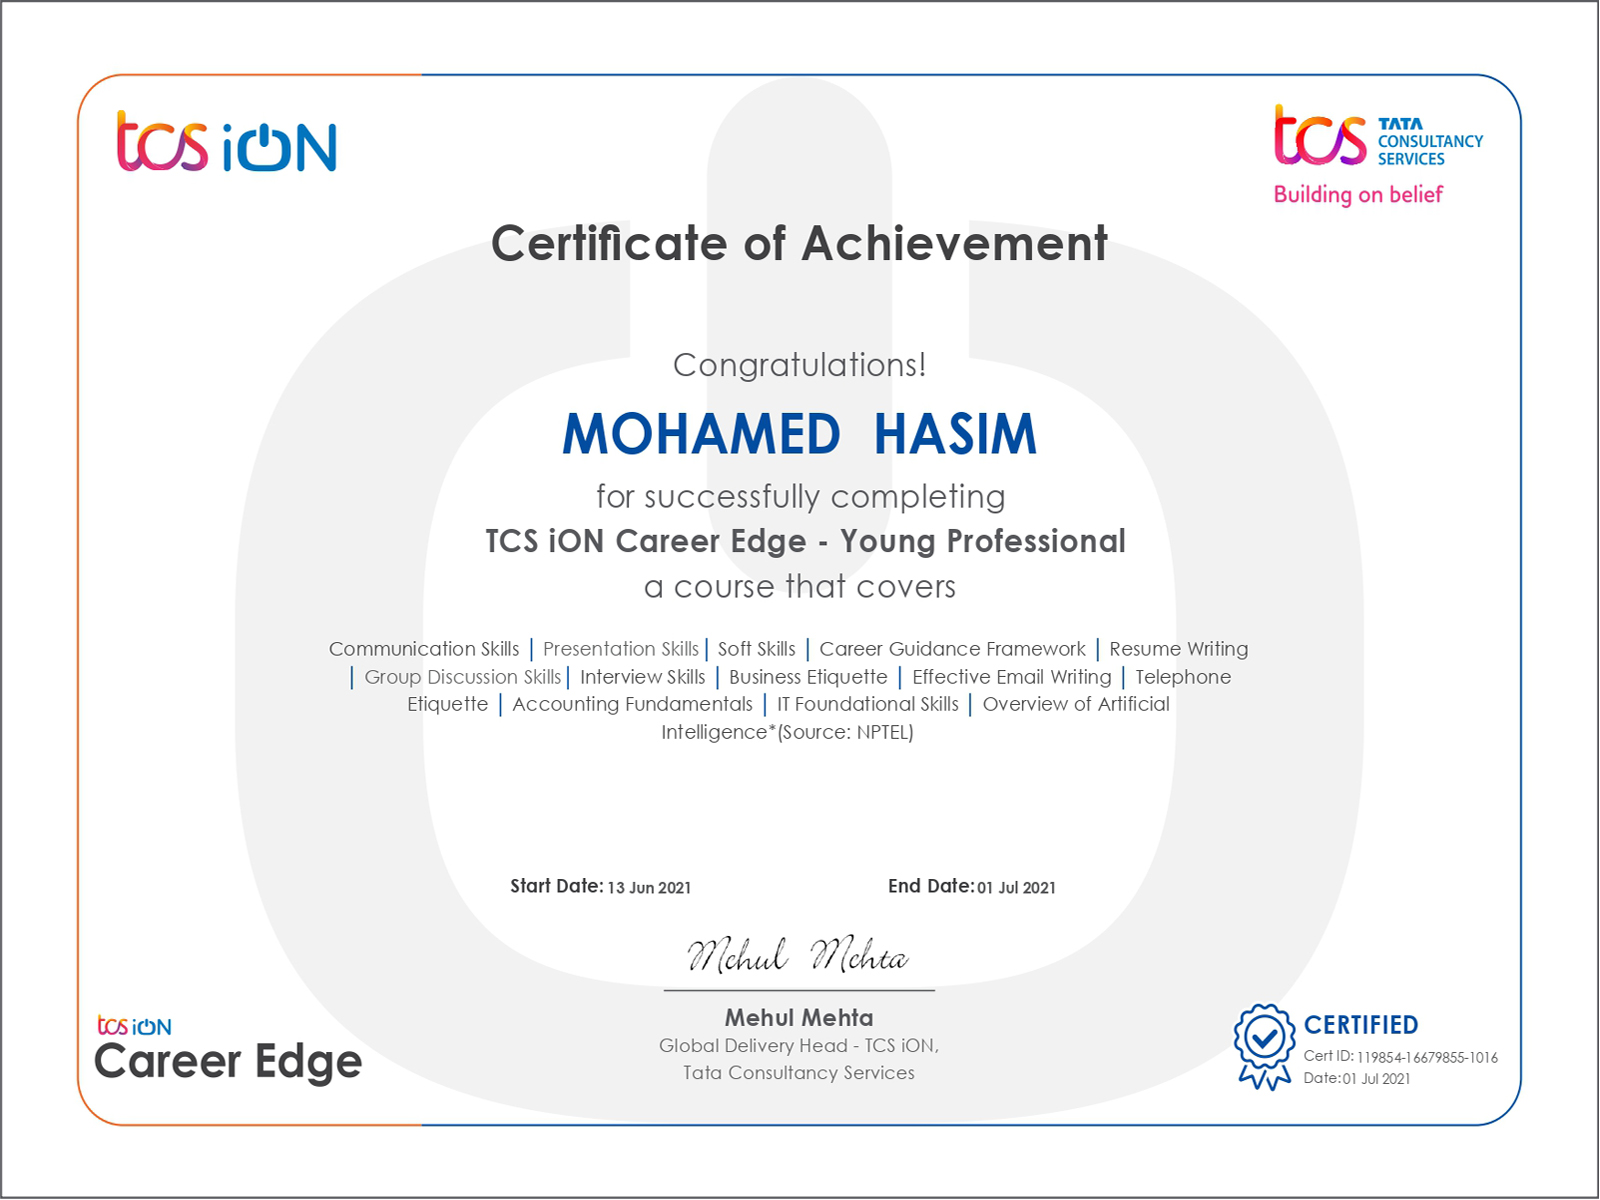 tcs iON
tcs TATA
CONSULTANCY
SERVICES
Building on belief
Certificate of Achievement
Congratulations!
MOHAMED HASIM
for successfully completing
TCS iON Career Edge - Young Professional
a course that covers
Communication Skills | Presentation Skills | Soft Skills | Career Guidance Framework | Resume Writing
| Group Discussion Skills | Interview Skills | Business Etiquette | Effective Email Writing | Telephone
Etiquette | Accounting Fundamentals | IT Foundational Skills | Overview of Artificial
Intelligence*(Source: NPTEL)
Start Date: 13 Jun 2021 End Date: 01 Jul 2021
Mehul Mehta
Mehul Mehta
Global Delivery Head - TCS iON,
Tata Consultancy Services
tcs iON
Career Edge
CERTIFIED
Cert ID: 119854-16679855-1016
Date: 01 Jul 2021